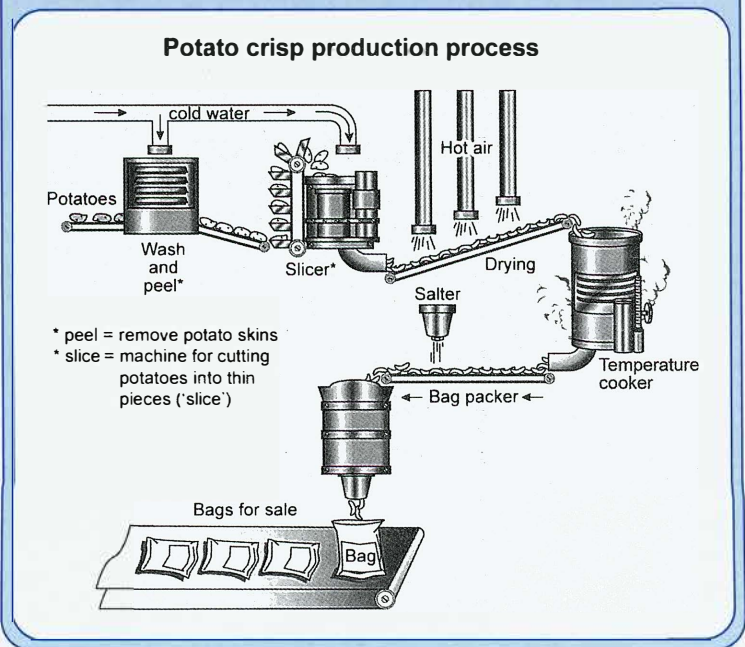 Potato crisp production process
cold water
Hot air
Potatoes
Wash
and
peel*
Slicer*
Drying
Salter
* peel = remove potato skins
* slice = machine for cutting
potatoes into thin
pieces ('slice')
Temperature
cooker
Bag packer
Bags for sale
Bag